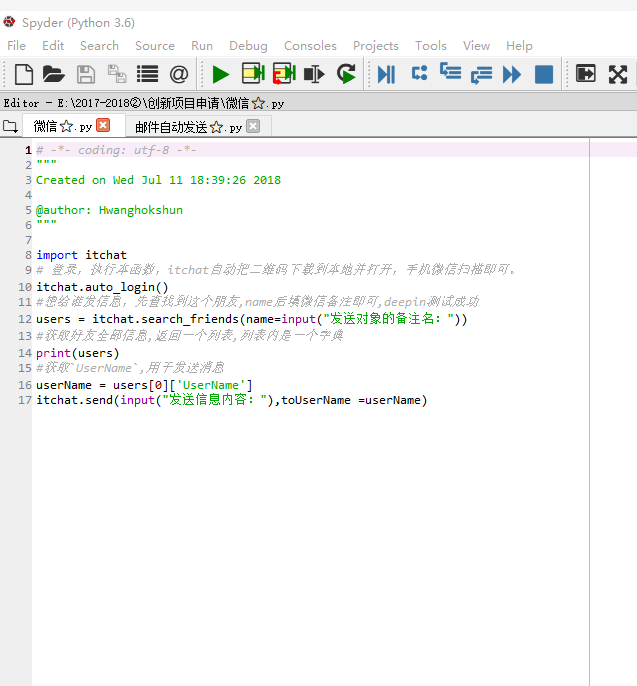 Spyder (Python 3.6)
File Edit Search Source Run Debug Consoles Projects Tools View Help
Editor - E:\2017-2018②\创新项目申请\微信☆.py
微信☆.py 邮件自动发送☆.py
1 # -*- coding: utf-8 -*-
2 """
3 Created on Wed Jul 11 18:39:26 2018
4
5 @author: Hwanghokshun
6 """
7
8 import itchat
9 # 登录，执行本函数，itchat自动把二维码下载到本地并打开，手机微信扫描即可。
10 itchat.auto_login()
11 #想给谁发信息，先查找到这个朋友,name后填微信备注即可,deepin测试成功
12 users = itchat.search_friends(name=input("发送对象的备注名："))
13 #获取好友全部信息,返回一个列表,列表内是一个字典
14 print(users)
15 #获取`UserName`,用于发送消息
16 userName = users[0]['UserName']
17 itchat.send(input("发送信息内容："),toUserName =userName)